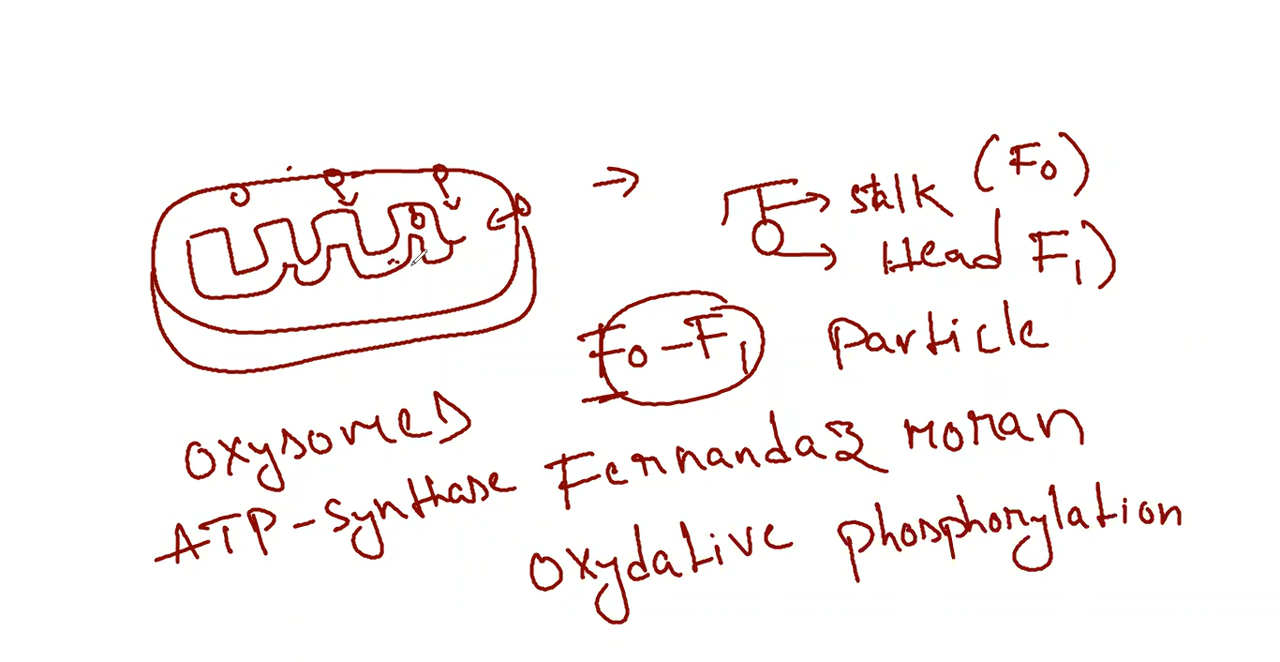 stalk (F0)
Head F1)
F0-F1 Particle
oxysomes
Fernandaz moran
ATP-synthase
oxydative phosphorylation